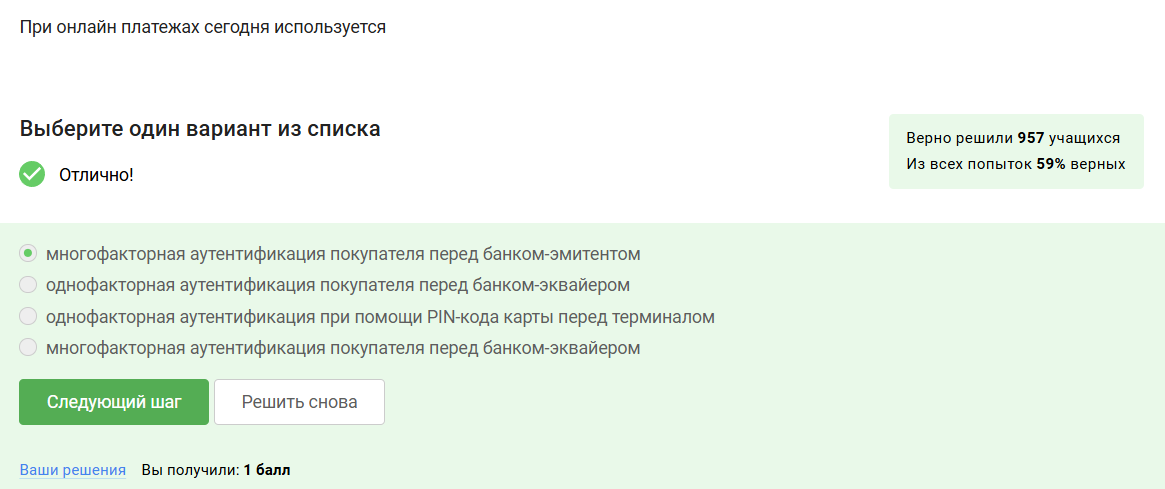 При онлайн платежах сегодня используется
Выберите один вариант из списка
Верно решили 957 учащихся
Из всех попыток 59% верных
Отлично!
многофакторная аутентификация покупателя перед банком-эмитентом
однофакторная аутентификация покупателя перед банком-эквайером
однофакторная аутентификация при помощи PIN-кода карты перед терминалом
многофакторная аутентификация покупателя перед банком-эквайером
Следующий шаг
Решить снова
Ваши решения Вы получили: 1 балл